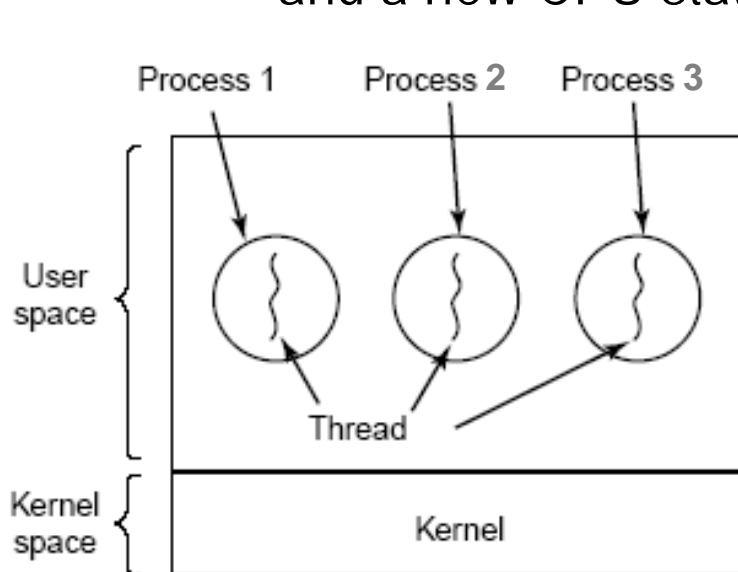 Process 1
Process 2
Process 3
User
space
Thread
Kernel
space
Kernel